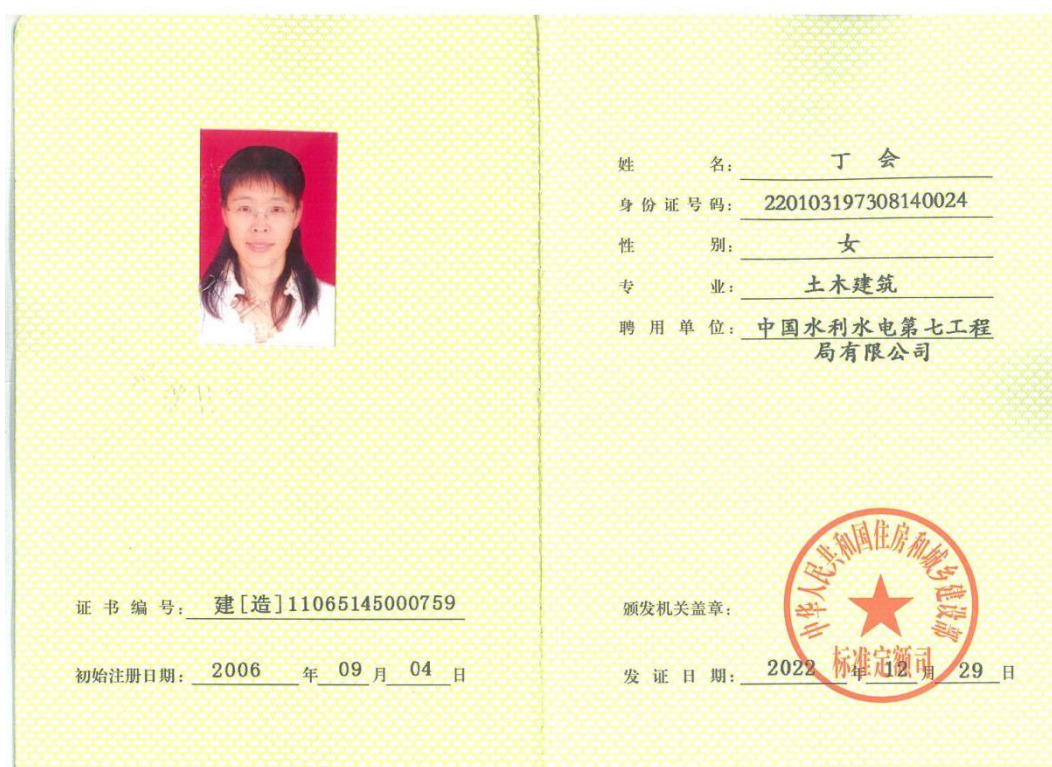 证书编号: 建[造]11065145000759
初始注册日期: 2006 年 09 月 04 日
姓名: 丁会
身份证号码: 220103197308140024
性别: 女
专业: 土木建筑
聘用单位: 中国水利水电第七工程
局有限公司
颁发机关盖章:
中华人民共和国住房和城乡建设部
标准定额司
发证日期: 2022 年 12 月 29 日